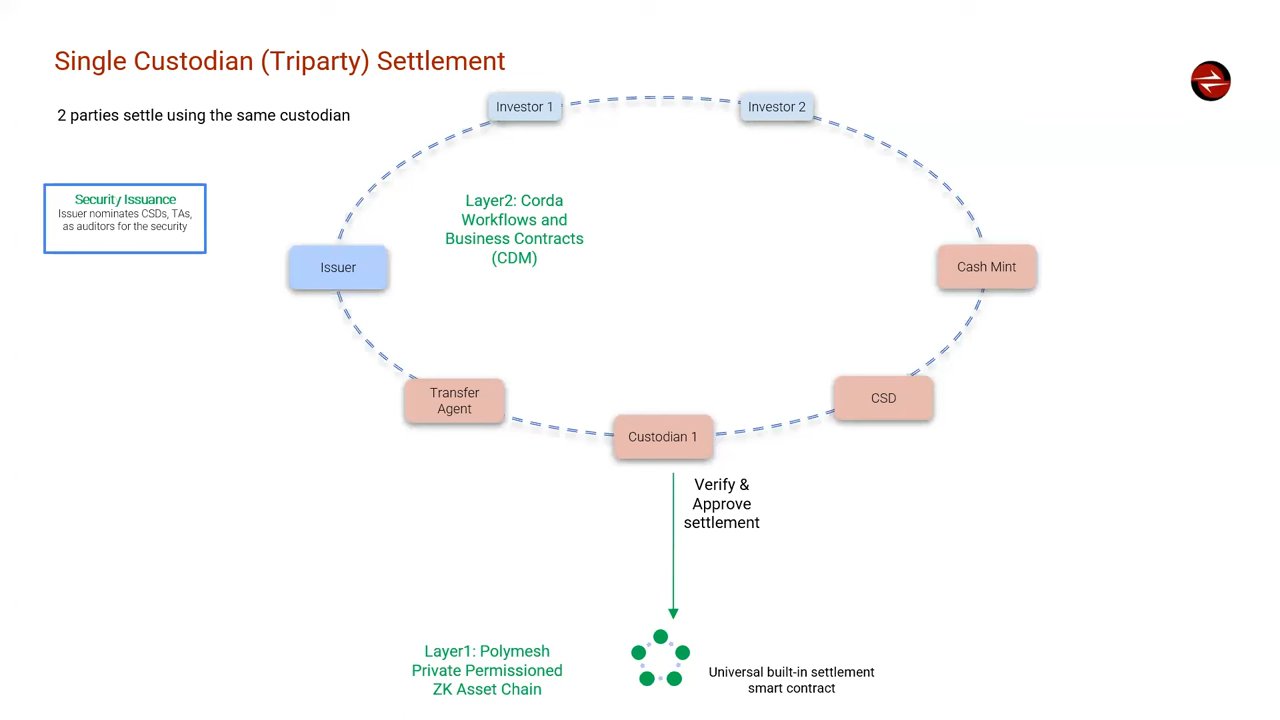 Single Custodian (Triparty) Settlement
2 parties settle using the same custodian
Investor 1
Investor 2
Security Issuance
Issuer nominates CSDs, TAs,
as auditors for the security
Layer2: Corda
Workflows and
Business Contracts
(CDM)
Issuer
Cash Mint
Transfer
Agent
CSD
Custodian 1
Verify &
Approve
settlement
Layer1: Polymesh
Private Permissioned
ZK Asset Chain
Universal built-in settlement
smart contract